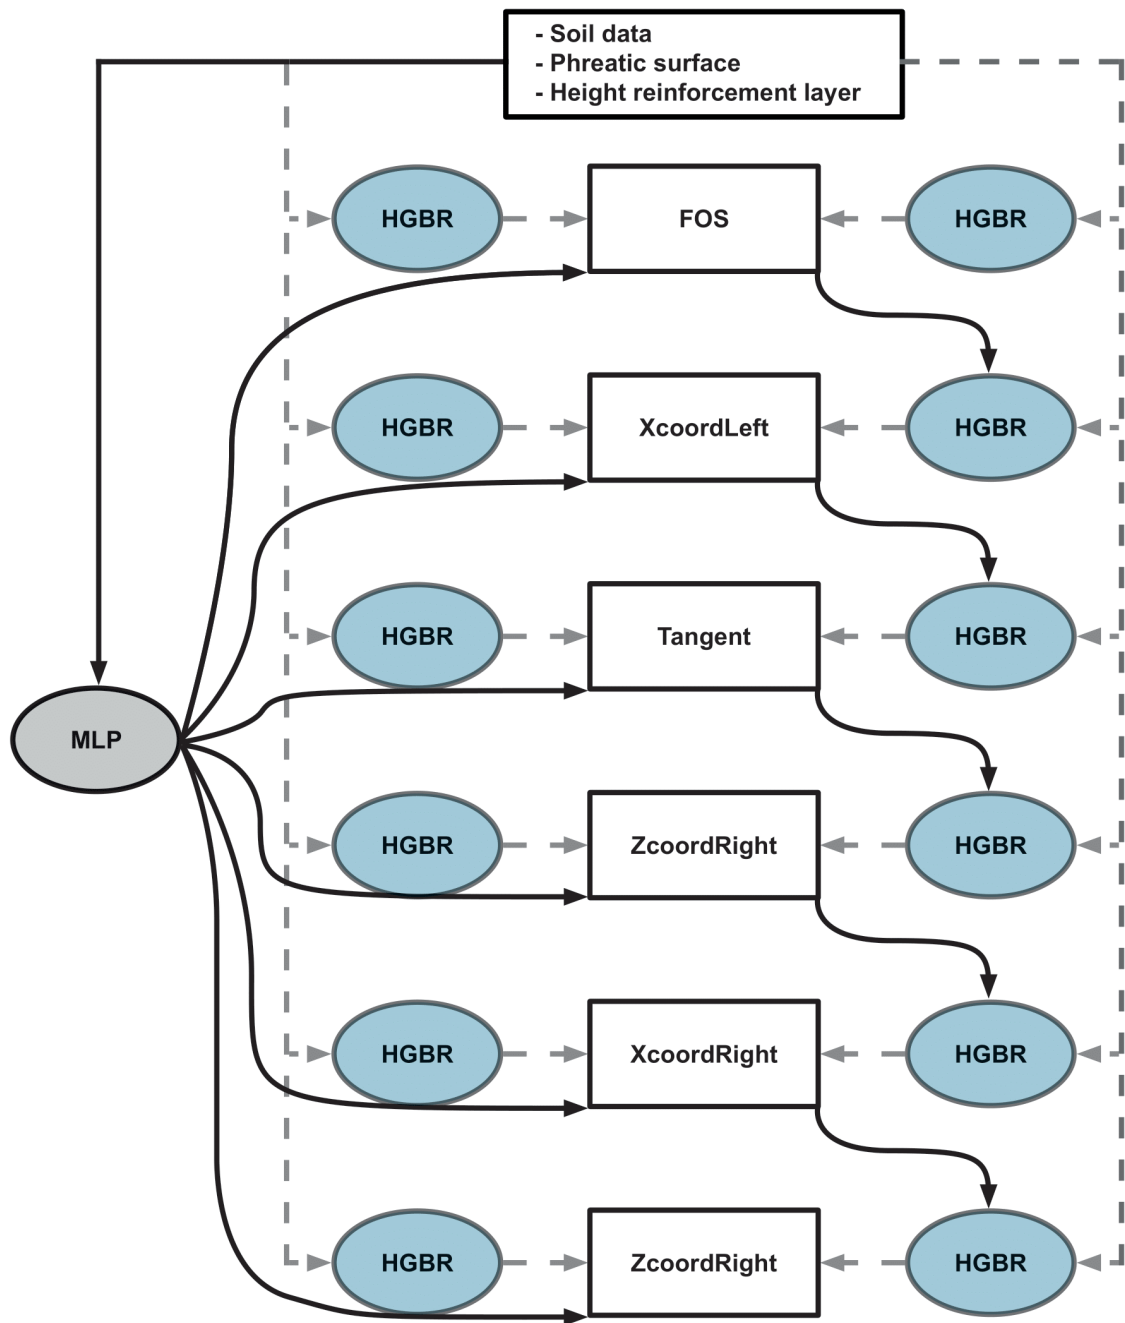 - Soil data
- Phreatic surface
- Height reinforcement layer
HGBR
FOS
HGBR
HGBR
XcoordLeft
HGBR
HGBR
Tangent
HGBR
MLP
HGBR
ZcoordRight
HGBR
HGBR
XcoordRight
HGBR
HGBR
ZcoordRight
HGBR